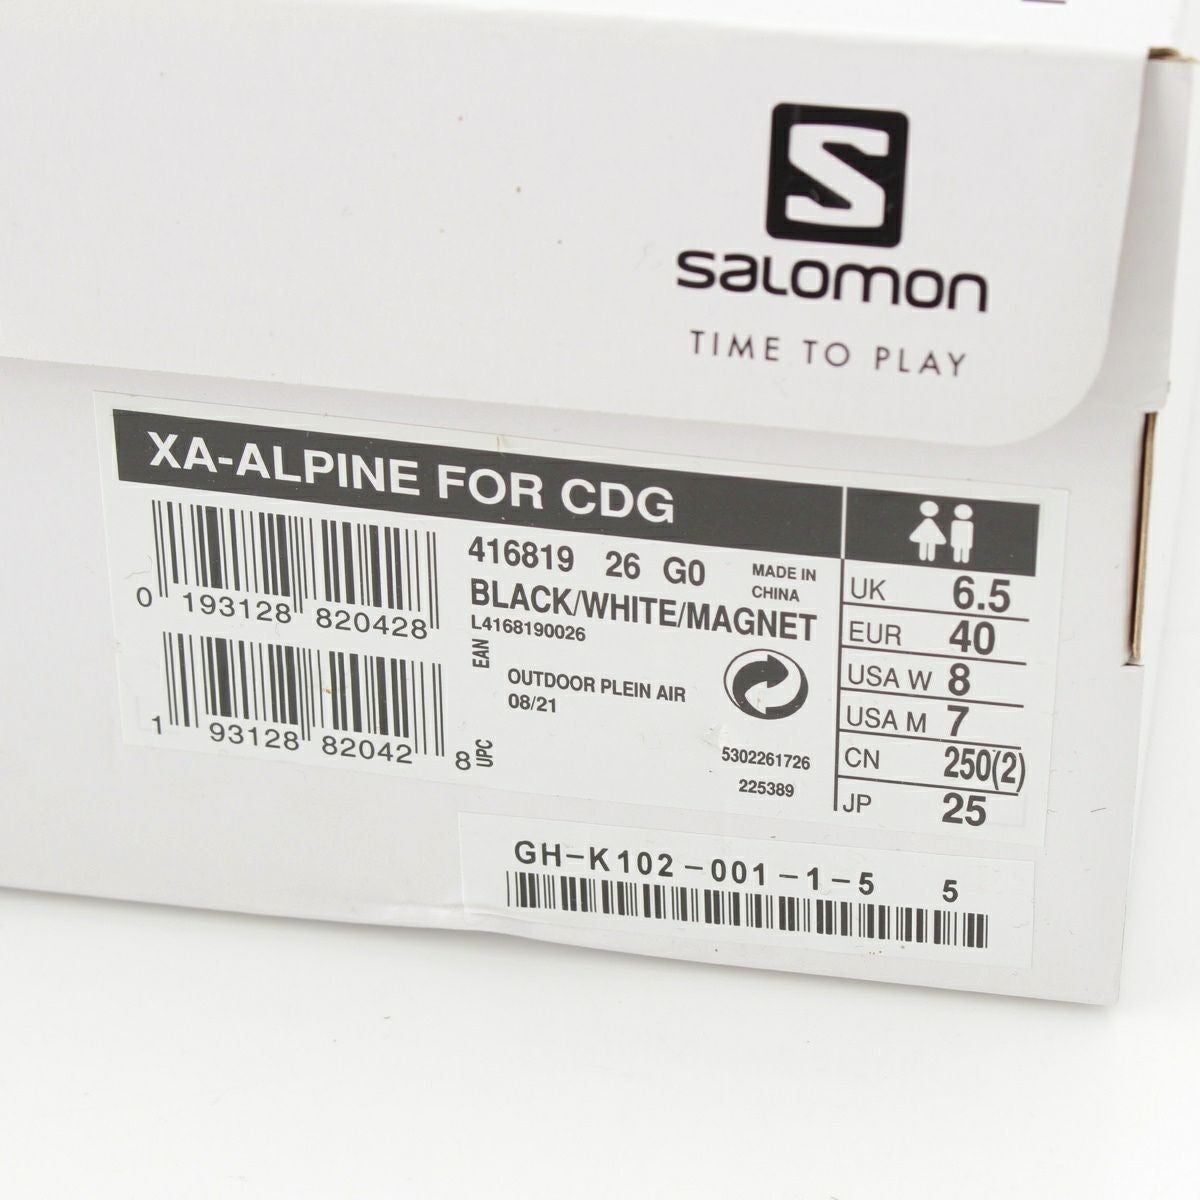 S
SALOMON
TIME TO PLAY
XA-ALPINE FOR CDG
416819 26 G0
MADE IN
CHINA
BLACK/WHITE/MAGNET
L4168190026
0 193128 820428
EAN
OUTDOOR PLEIN AIR
08/21
1 93128 82042 8
UPC
5302261726
225389
UK 6.5
EUR 40
USA W 8
USA M 7
CN 250(2)
JP 25
GH-K102-001-1-5 5